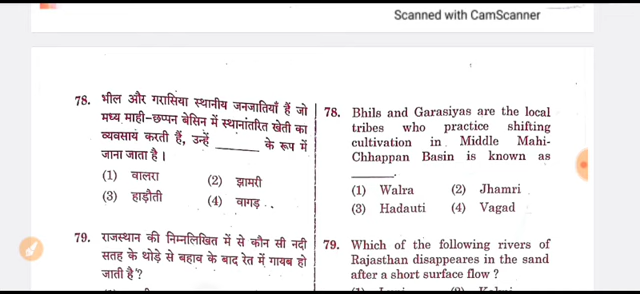 Scanned with CamScanner
78. भील और गरासिया स्थानीय जनजातियाँ हैं जो
मध्य माही-छप्पन बेसिन में स्थानांतरित खेती का
व्यवसाय करती हैं, उन्हें ________ के रूप में
जाना जाता है ।
(1) वालरा (2) झामरी
(3) हाड़ौती (4) वागड़
79. राजस्थान की निम्नलिखित में से कौन सी नदी
सतह के थोड़े से बहाव के बाद रेत में गायब हो
जाती है ?
78. Bhils and Garasiyas are the local
tribes who practice shifting
cultivation in Middle Mahi-
Chhappan Basin is known as
________.
(1) Walra (2) Jhamri
(3) Hadauti (4) Vagad
79. Which of the following rivers of
Rajasthan disappears in the sand
after a short surface flow ?